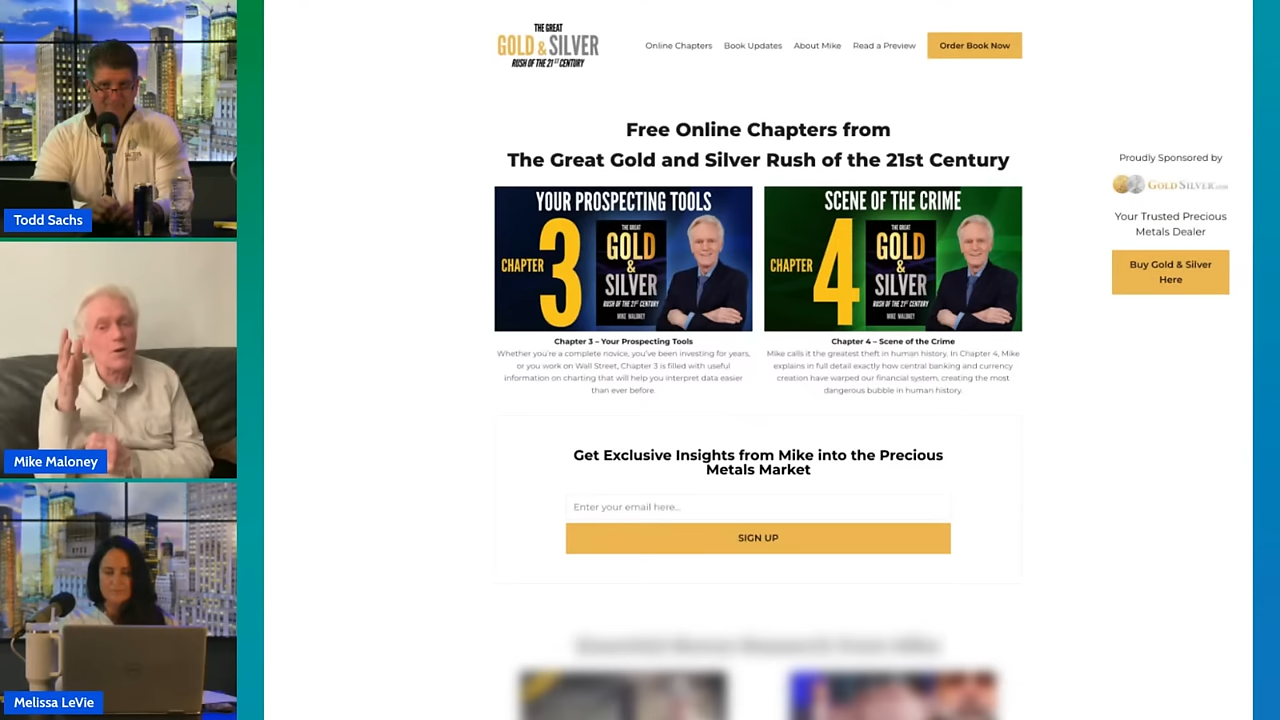 Todd Sachs
Mike Maloney
Melissa LeVie
THE GREAT
GOLD & SILVER
RUSH OF THE 21ST CENTURY
Online Chapters
Book Updates
About Mike
Read a Preview
Order Book Now
Free Online Chapters from
The Great Gold and Silver Rush of the 21st Century
YOUR PROSPECTING TOOLS
CHAPTER 3
THE GREAT
GOLD
&
SILVER
RUSH OF THE 21ST CENTURY
MIKE MALONEY
SCENE OF THE CRIME
CHAPTER 4
THE GREAT
GOLD
&
SILVER
RUSH OF THE 21ST CENTURY
MIKE MALONEY
Chapter 3 – Your Prospecting Tools
Whether you're a complete novice, you've been investing for years,
or you work on Wall Street, Chapter 3 is filled with useful
information on charting that will help you interpret data easier
than ever before.
Chapter 4 – Scene of the Crime
Mike calls it the greatest theft in human history. In Chapter 4, Mike
explains in full detail exactly how central banking and currency
creation have warped our financial system, creating the most
dangerous bubble in human history.
Get Exclusive Insights from Mike into the Precious
Metals Market
Enter your email here...
SIGN UP
Proudly Sponsored by
GOLDSILVER.com
Your Trusted Precious
Metals Dealer
Buy Gold & Silver
Here